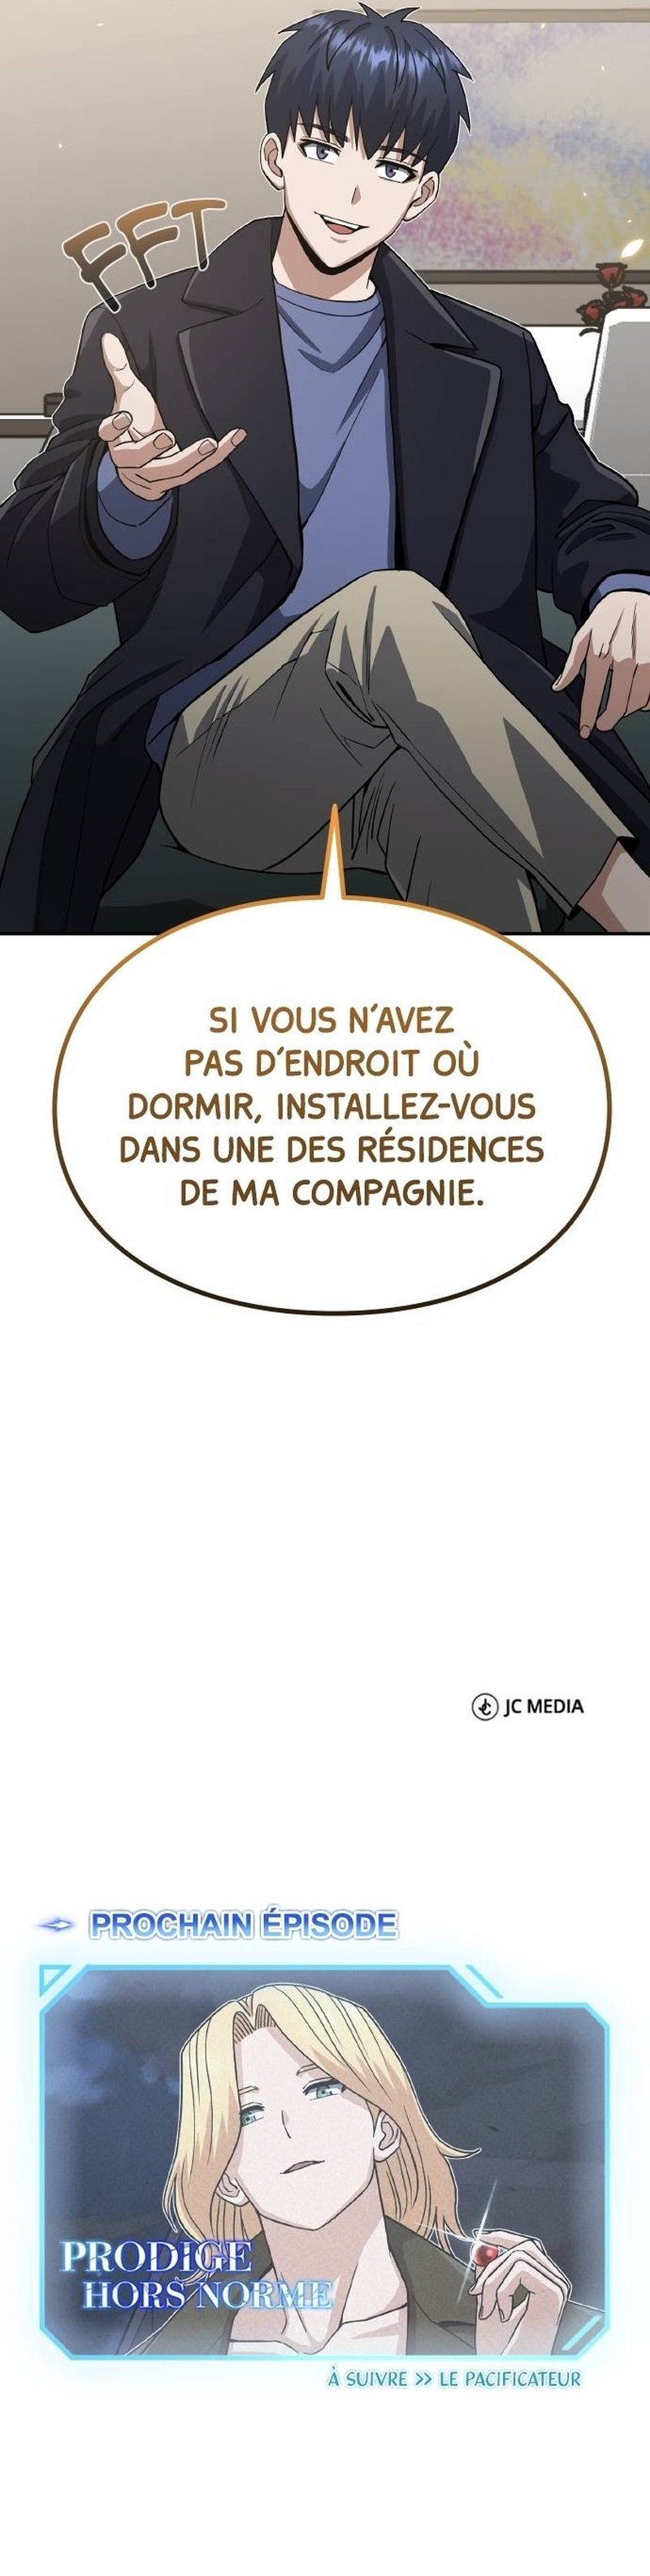 FFT
SI VOUS N'AVEZ
PAS D'ENDROIT OÙ
DORMIR, INSTALLEZ-VOUS
DANS UNE DES RÉSIDENCES
DE MA COMPAGNIE.
JC MEDIA
PROCHAIN ÉPISODE
PRODIGE
HORS NORME
À SUIVRE >> LE PACIFICATEUR